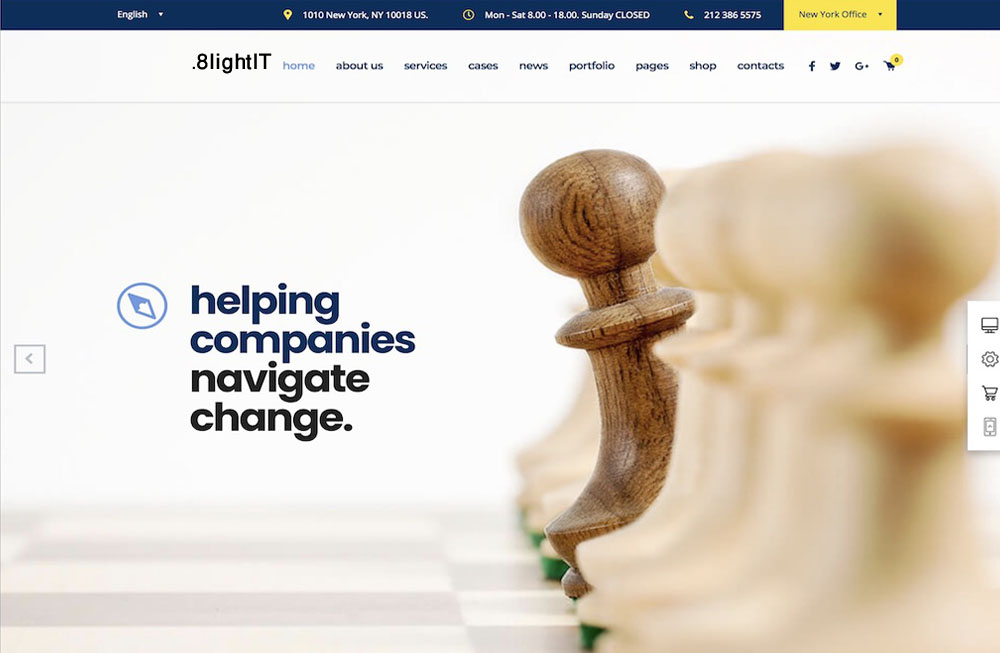 English
1010 New York, NY 10018 US.
Mon - Sat 8.00 - 18.00. Sunday CLOSED
212 386 5575
New York Office
.8lightIT
home about us services cases news portfolio pages shop contacts
G+
0
helping
companies
navigate
change.